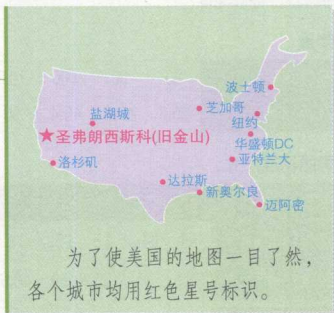 波士顿
芝加哥
盐湖城
纽约
★圣弗朗西斯科(旧金山)
华盛顿DC
洛杉矶
亚特兰大
达拉斯
新奥尔良
迈阿密
为了使美国的地图一目了然，
各个城市均用红色星号标识。